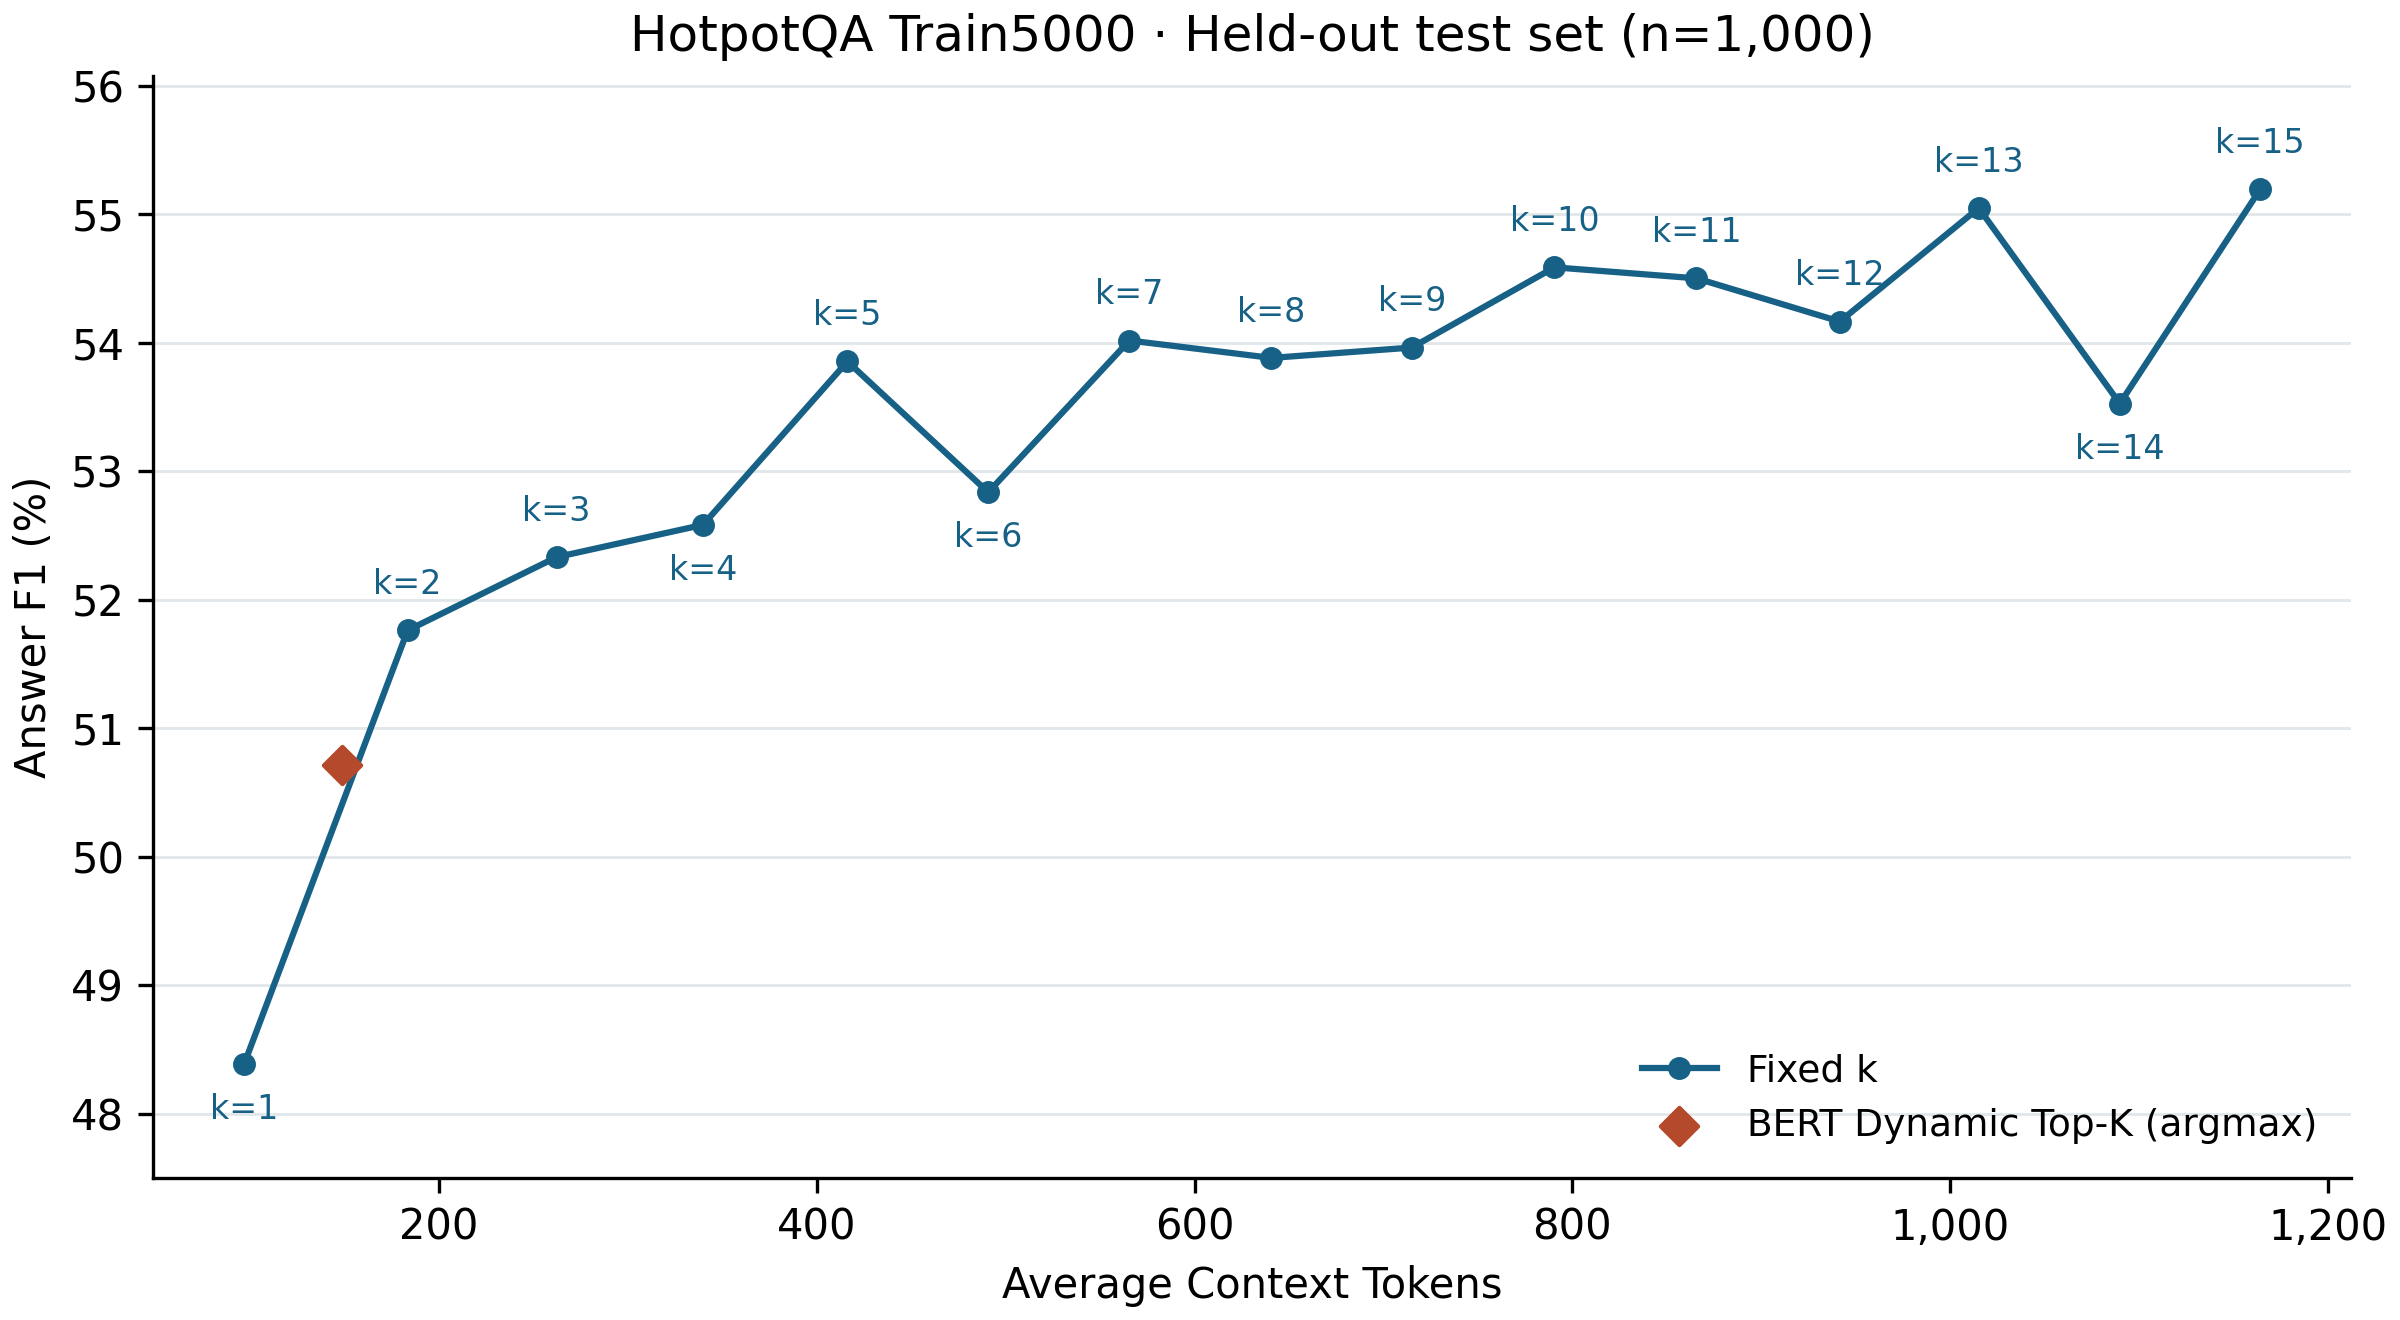 HotpotQA Train5000 · Held-out test set (n=1,000)
Answer F1 (%)
56
55
54
53
52
51
50
49
48
k=1
k=2
k=3
k=4
k=5
k=6
k=7
k=8
k=9
k=10
k=11
k=12
k=13
k=14
k=15
Fixed k
BERT Dynamic Top-K (argmax)
200 400 600 800 1,000 1,200
Average Context Tokens